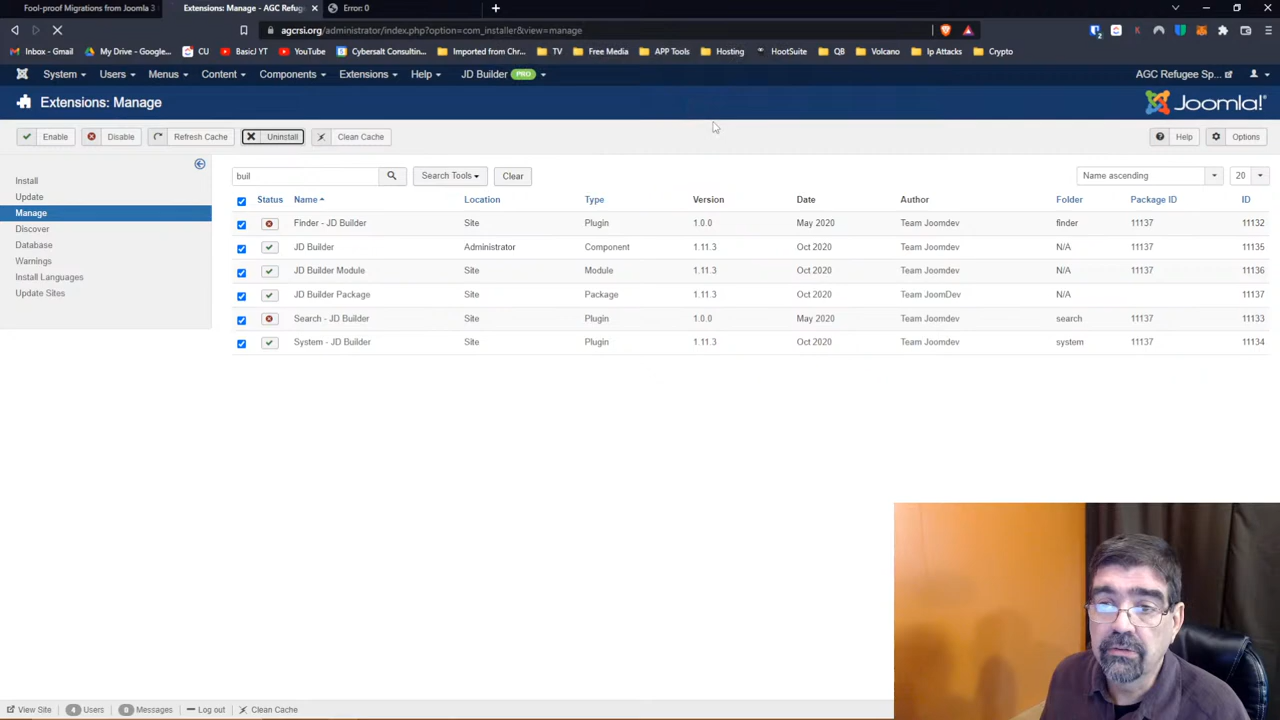 Fool-proof Migrations from Joomla 3
Extensions: Manage - AGC Refug
Error: 0
agcrsi.org/administrator/index.php?option=com_installer&view=manage
Inbox - Gmail
My Drive - Google...
CU
BasicJ YT
YouTube
Cybersalt Consulting...
Imported from Chr...
TV
Free Media
APP Tools
Hosting
HootSuite
QB
Volcano
Ip Attacks
Crypto
System Users Menus Content Components Extensions Help JD Builder PRO AGC Refugee Sp...
Extensions: Manage Joomla!
Enable Disable Refresh Cache Uninstall Clean Cache Help Options
Install
Update
Manage
Discover
Database
Warnings
Install Languages
Update Sites
buil Search Tools Clear Name ascending 20
Status Name Location Type Version Date Author Folder Package ID ID
Finder - JD Builder Site Plugin 1.0.0 May 2020 Team Joomdev finder 11137 11132
JD Builder Administrator Component 1.11.3 Oct 2020 Team Joomdev N/A 11137 11135
JD Builder Module Site Module 1.11.3 Oct 2020 Team Joomdev N/A 11137 11136
JD Builder Package Site Package 1.11.3 Oct 2020 Team JoomDev N/A 11137
Search - JD Builder Site Plugin 1.0.0 May 2020 Team Joomdev search 11137 11133
System - JD Builder Site Plugin 1.11.3 Oct 2020 Team Joomdev system 11137 11134
View Site 4 Users 0 Messages Log out Clean Cache